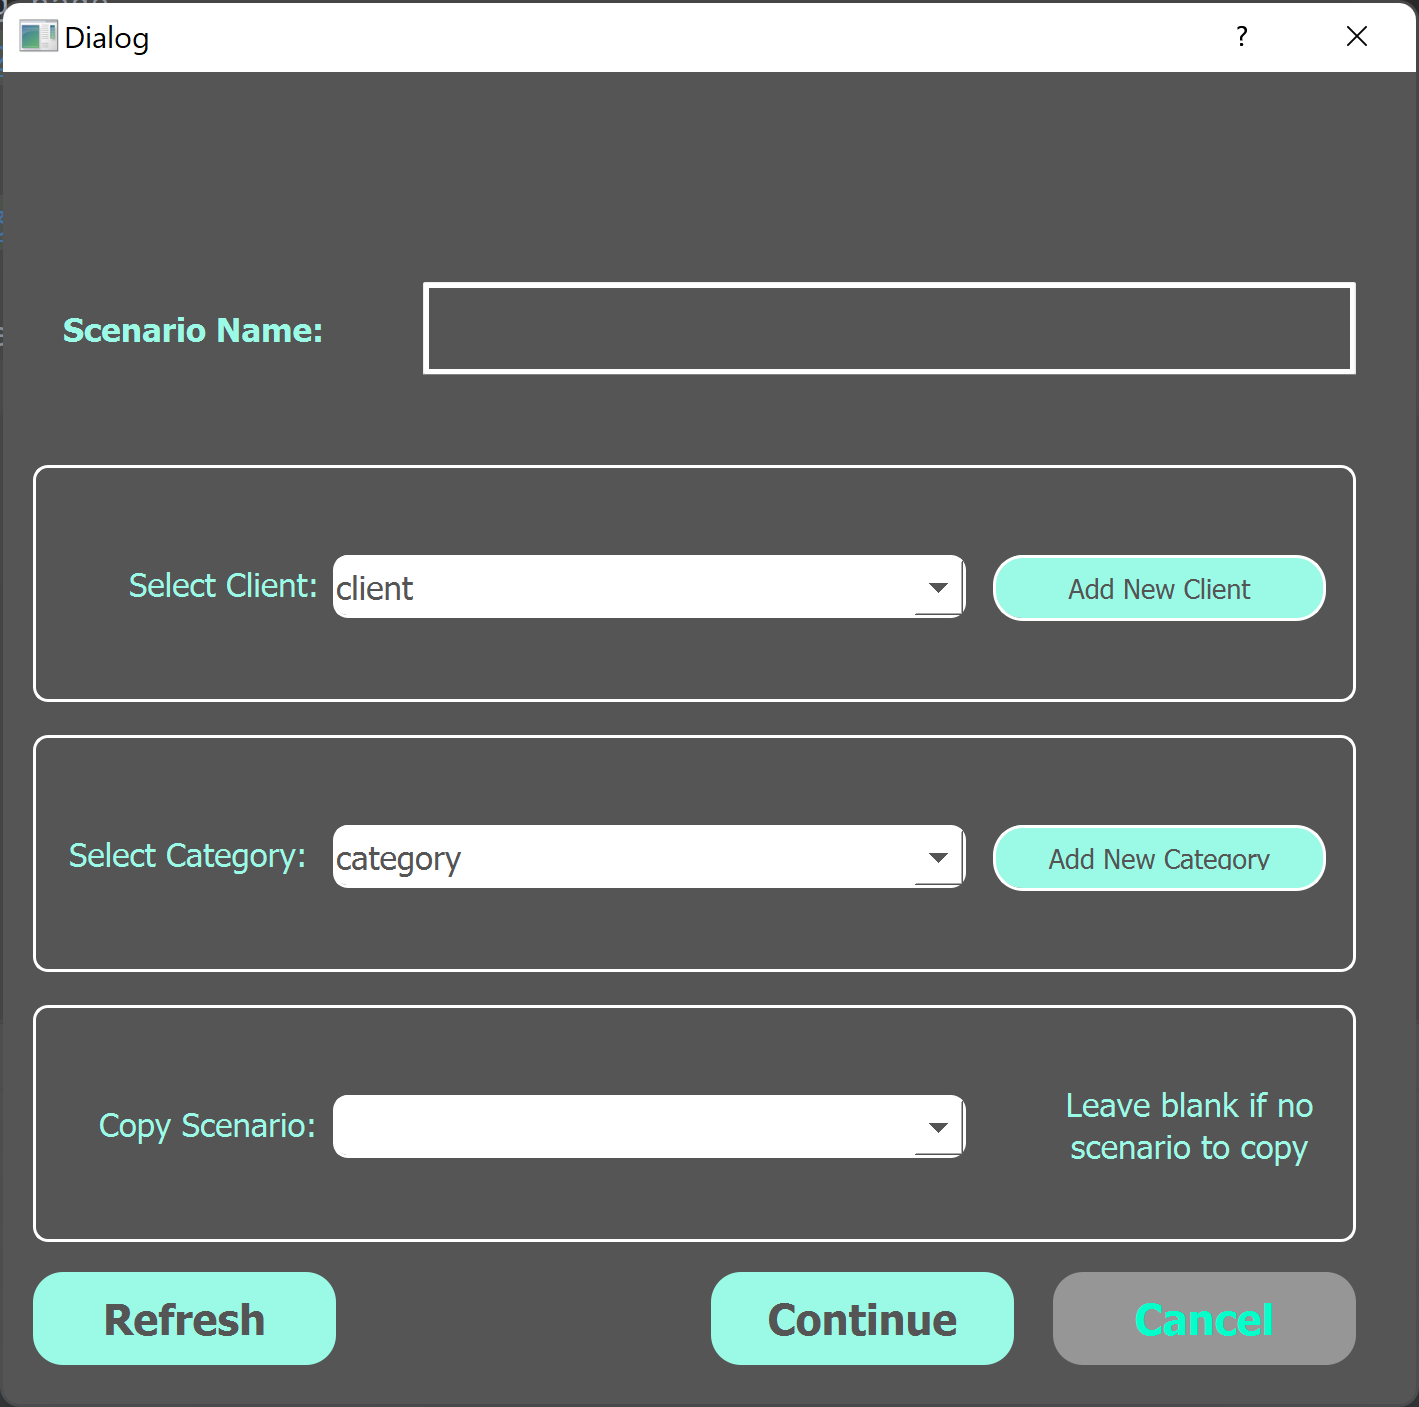 Dialog
?
Scenario Name:
Select Client:
client
Add New Client
Select Category:
category
Add New Category
Copy Scenario:
Leave blank if no
scenario to copy
Refresh
Continue
Cancel